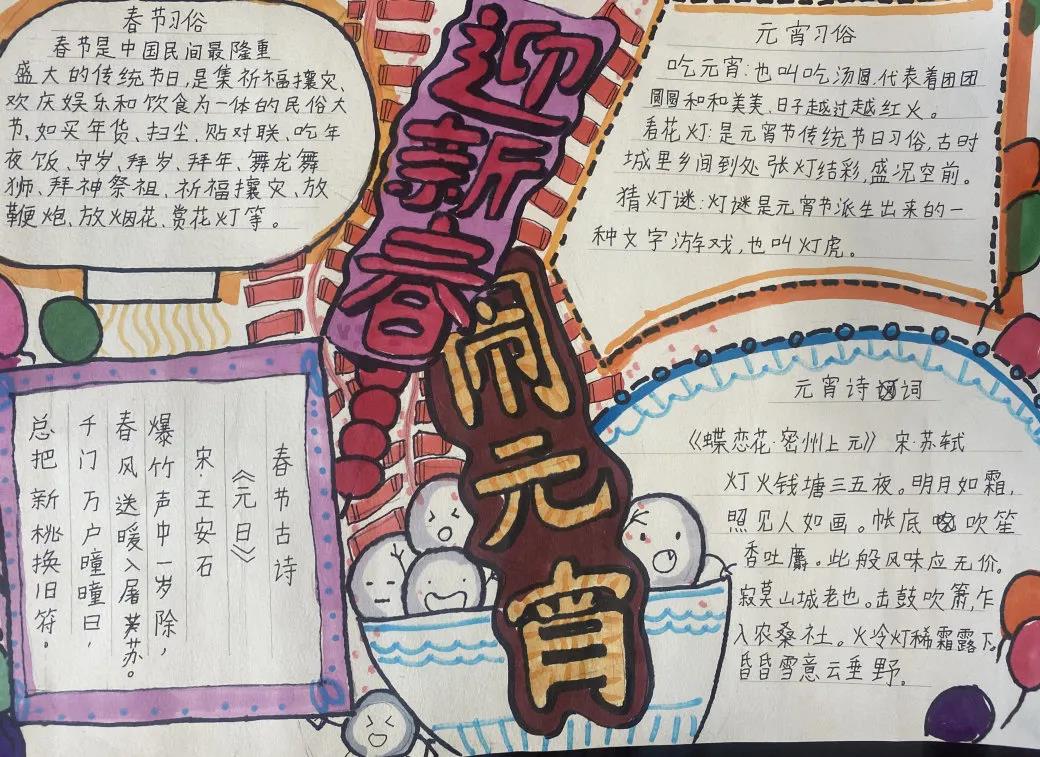 迎新春
闹元宵
春节习俗
春节是中国民间最隆重
盛大的传统节日,是集祈福攘灾、
欢庆娱乐和饮食为一体的民俗大
节,如买年货、扫尘、贴对联、吃年
夜饭、守岁、拜岁、拜年、舞龙舞
狮、拜神祭祖、祈福攘灾、放
鞭炮、放烟花、赏花灯等。
元宵习俗
吃元宵:也叫吃汤圆.代表着团团
圆圆和和美美、日子越过越红火。
看花灯:是元宵节传统节日习俗,古时
城里乡间到处张灯结彩,盛况空前。
猜灯谜:灯谜是元宵节派生出来的一
种文字游戏,也叫灯虎。
春节古诗
《元日》
宋·王安石
爆竹声中一岁除,
春风送暖入屠苏。
千门万户曈曈日,
总把新桃换旧符。
元宵诗词
《蝶恋花·密州上元》宋·苏轼
灯火钱塘三五夜。明月如霜,
照见人如画。帐底吹笙
香吐麝。此般风味应无价。
寂寞山城老也。击鼓吹箫,乍
入农桑社。火冷灯稀霜露下。
昏昏雪意云垂野。